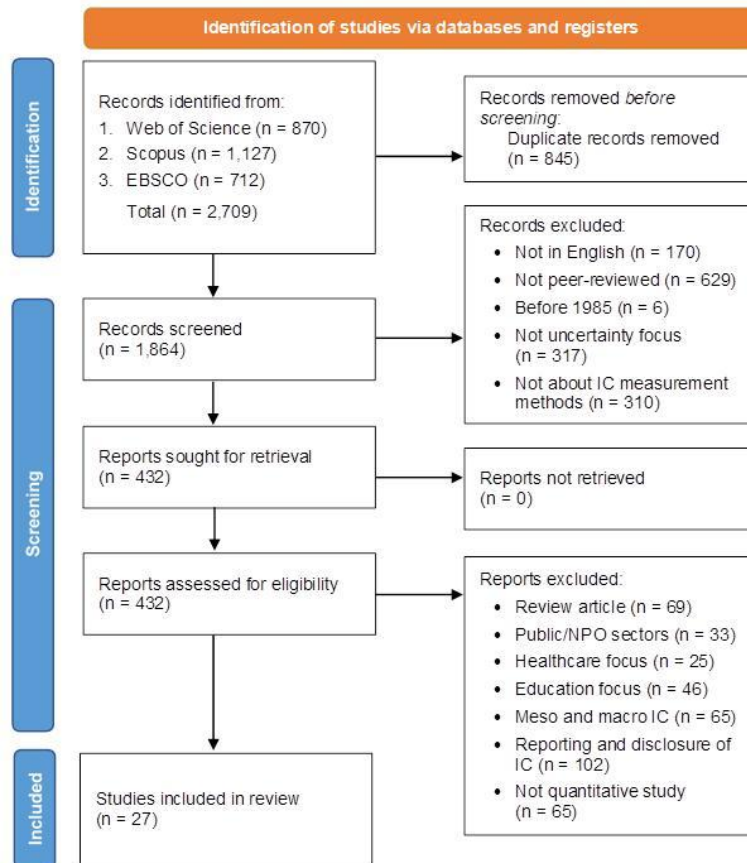 Identification of studies via databases and registers
Identification
Records identified from:
1. Web of Science (n = 870)
2. Scopus (n = 1,127)
3. EBSCO (n = 712)
Total (n = 2,709)
Records removed before
screening:
Duplicate records removed
(n = 845)
Records excluded:
• Not in English (n = 170)
• Not peer-reviewed (n = 629)
• Before 1985 (n = 6)
• Not uncertainty focus
(n = 317)
• Not about IC measurement
methods (n = 310)
Screening
Records screened
(n = 1,864)
Reports sought for retrieval
(n = 432)
Reports not retrieved
(n = 0)
Reports assessed for eligibility
(n = 432)
Reports excluded:
• Review article (n = 69)
• Public/NPO sectors (n = 33)
• Healthcare focus (n = 25)
• Education focus (n = 46)
• Meso and macro IC (n = 65)
• Reporting and disclosure of
IC (n = 102)
• Not quantitative study
(n = 65)
Included
Studies included in review
(n = 27)